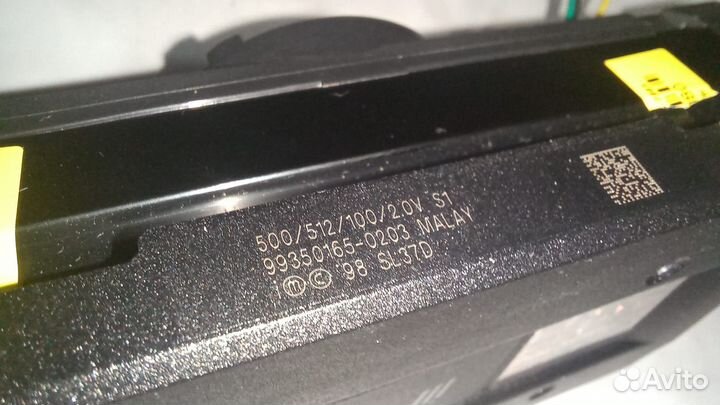 500/512/100/2.0V S1
99350165-0203 MALAY
i ⓜ © '98 SL37D
Avito